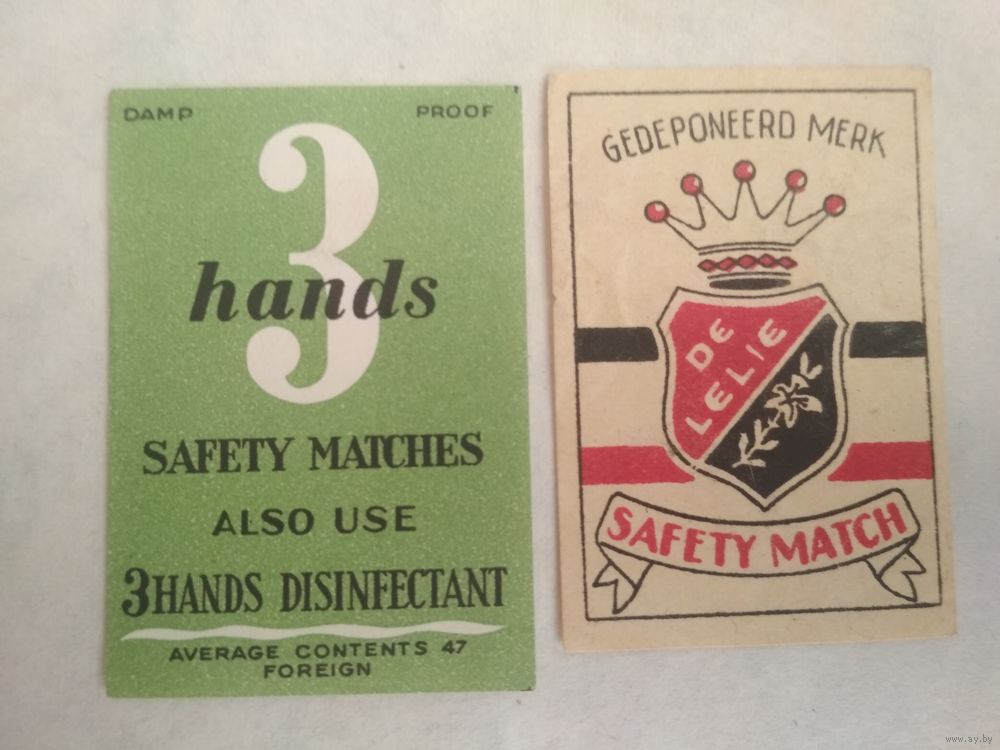 DAMP PROOF
3
hands
SAFETY MATCHES
ALSO USE
3HANDS DISINFECTANT
AVERAGE CONTENTS 47
FOREIGN
GEDEPONEERD MERK
DE
LELIE
SAFETY MATCH
www.ay.by